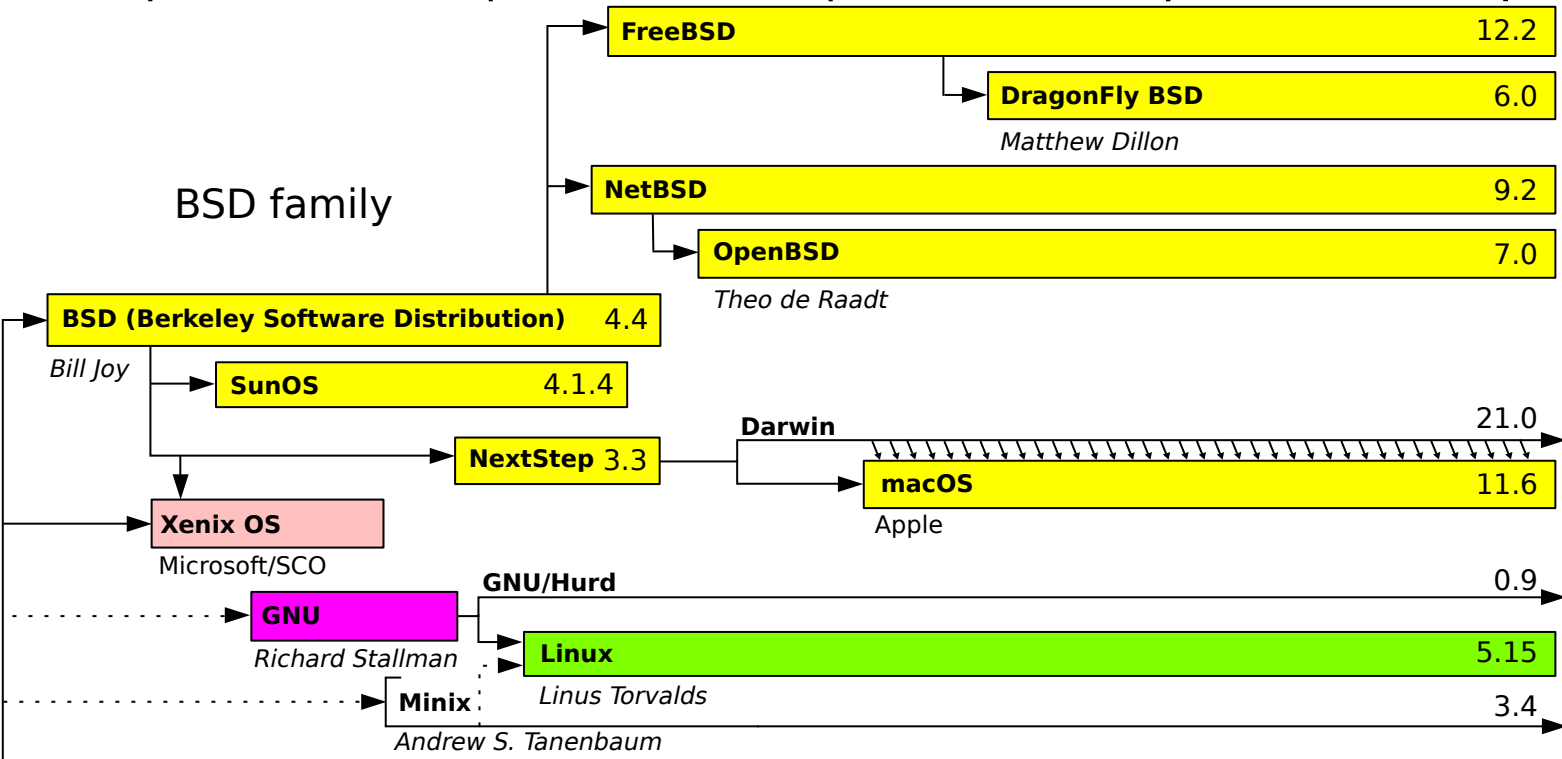 FreeBSD 12.2
DragonFly BSD 6.0
Matthew Dillon
NetBSD 9.2
BSD family
OpenBSD 7.0
Theo de Raadt
BSD (Berkeley Software Distribution) 4.4
Bill Joy
SunOS 4.1.4
Darwin 21.0
NextStep 3.3
macOS 11.6
Apple
Xenix OS
Microsoft/SCO
GNU/Hurd 0.9
GNU
Richard Stallman
Linux 5.15
Linus Torvalds
Minix 3.4
Andrew S. Tanenbaum